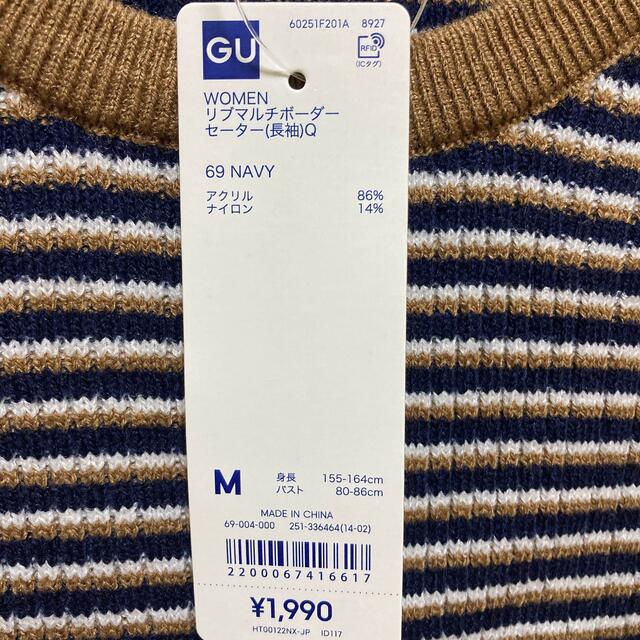 60251F201A 8927
GU
RFID
(ICタグ)
WOMEN
リブマルチボーダー
セーター(長袖)Q
69 NAVY
アクリル 86%
ナイロン 14%
M 身長 155-164cm
バスト 80-86cm
MADE IN CHINA
69-004-000 251-336464(14-02)
2200067416617
¥1,990
HT00122NX-JP ID117